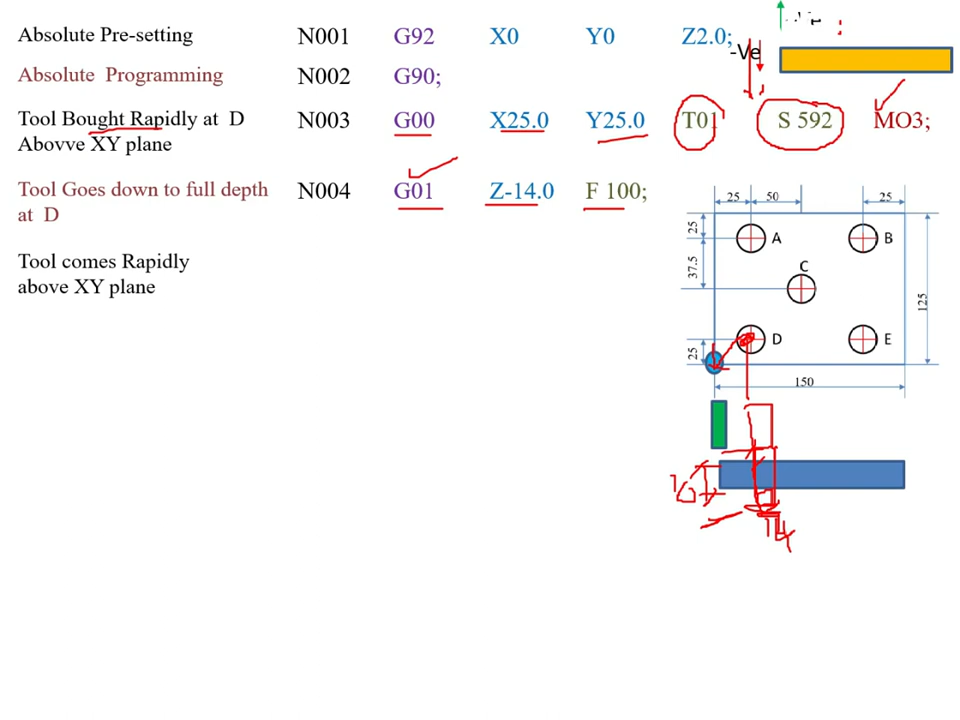 Absolute Pre-setting N001 G92 X0 Y0 Z2.0;
-Ve
Absolute Programming N002 G90;
Tool Bought Rapidly at D N003 G00 X25.0 Y25.0 T01 S 592 MO3;
Abovve XY plane
Tool Goes down to full depth N004 G01 Z-14.0 F 100;
at D
Tool comes Rapidly
above XY plane
25 50 25
25
A B
37.5
C
125
D E
25
150
10
14